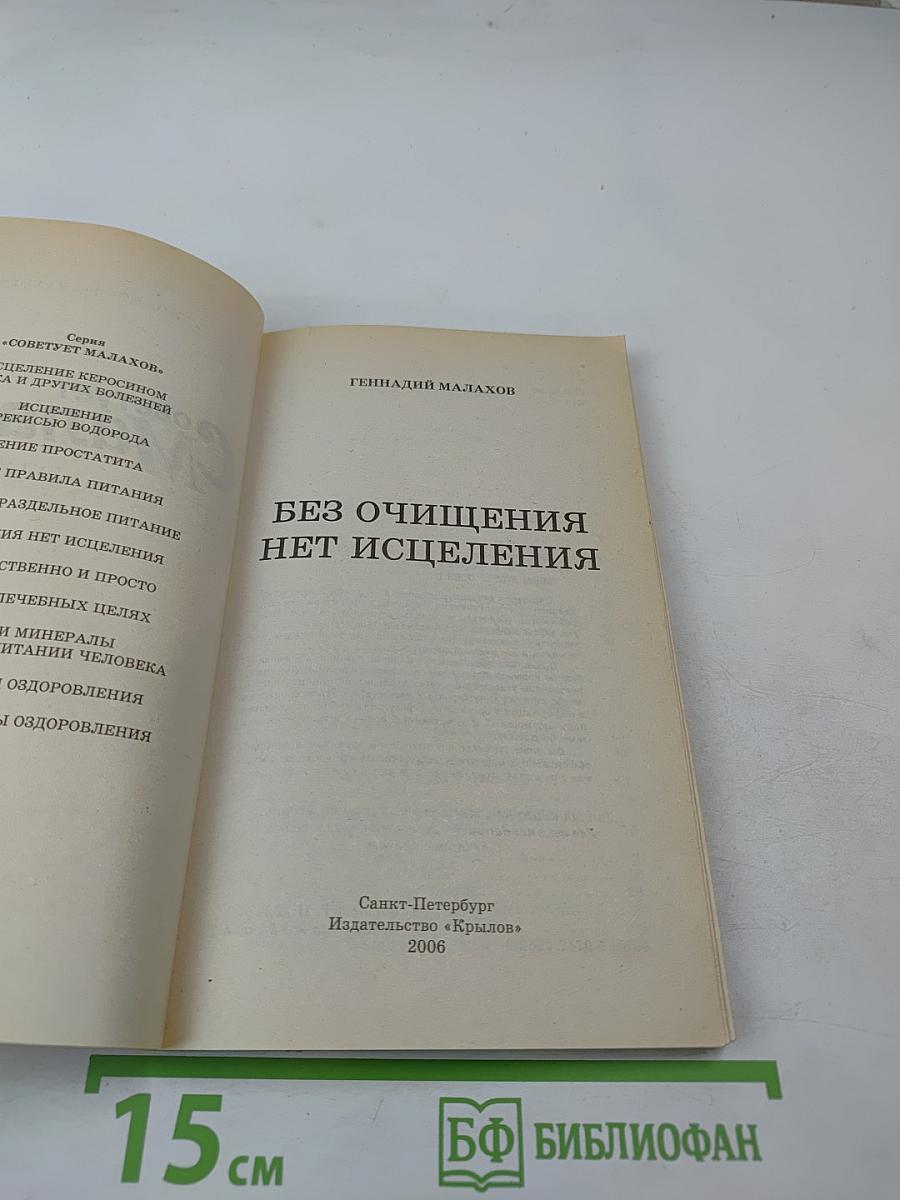 Серия
«СОВЕТУЕТ МАЛАХОВ»
СЦЕЛЕНИЕ КЕРОСИНОМ
КА И ДРУГИХ БОЛЕЗНЕЙ
ИСЦЕЛЕНИЕ
РЕКИСЬЮ ВОДОРОДА
ЕНИЕ ПРОСТАТИТА
ПРАВИЛА ПИТАНИЯ
РАЗДЕЛЬНОЕ ПИТАНИЕ
ИЯ НЕТ ИСЦЕЛЕНИЯ
СТВЕННО И ПРОСТО
ЛЕЧЕБНЫХ ЦЕЛЯХ
И МИНЕРАЛЫ
ИТАНИИ ЧЕЛОВЕКА
И ОЗДОРОВЛЕНИЯ
Ы ОЗДОРОВЛЕНИЯ
ГЕННАДИЙ МАЛАХОВ
БЕЗ ОЧИЩЕНИЯ
НЕТ ИСЦЕЛЕНИЯ
Санкт-Петербург
Издательство «Крылов»
2006
15 см
БФ БИБЛИОФАН